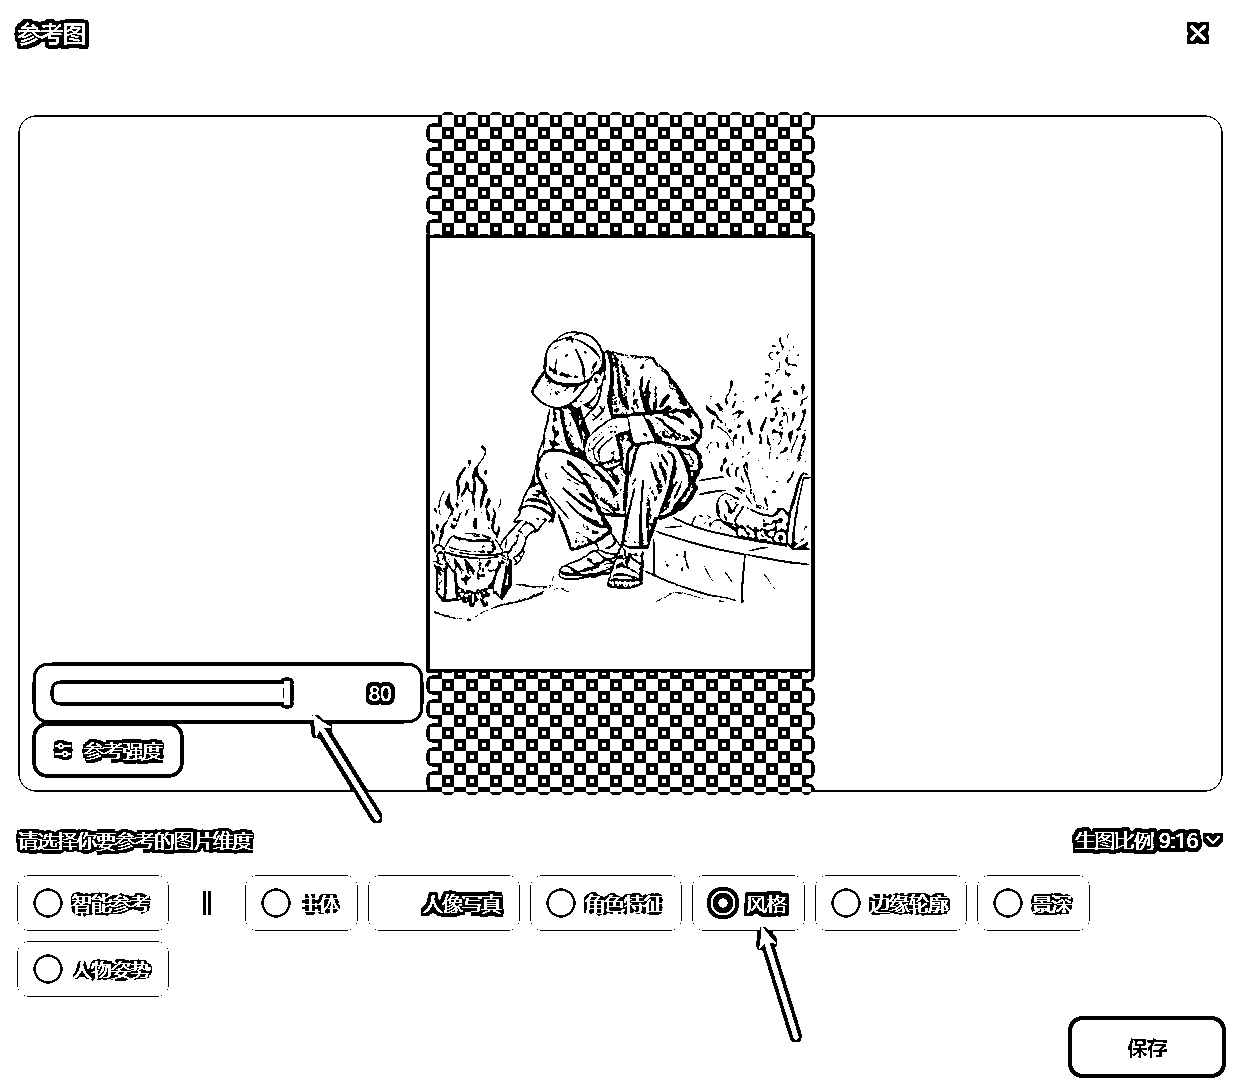 参考图
80
参考强度
请选择你要参考的图片维度
生图比例 9:16
智能参考
主体
人像写真
角色特征
风格
边缘轮廓
景深
人物姿势
保存